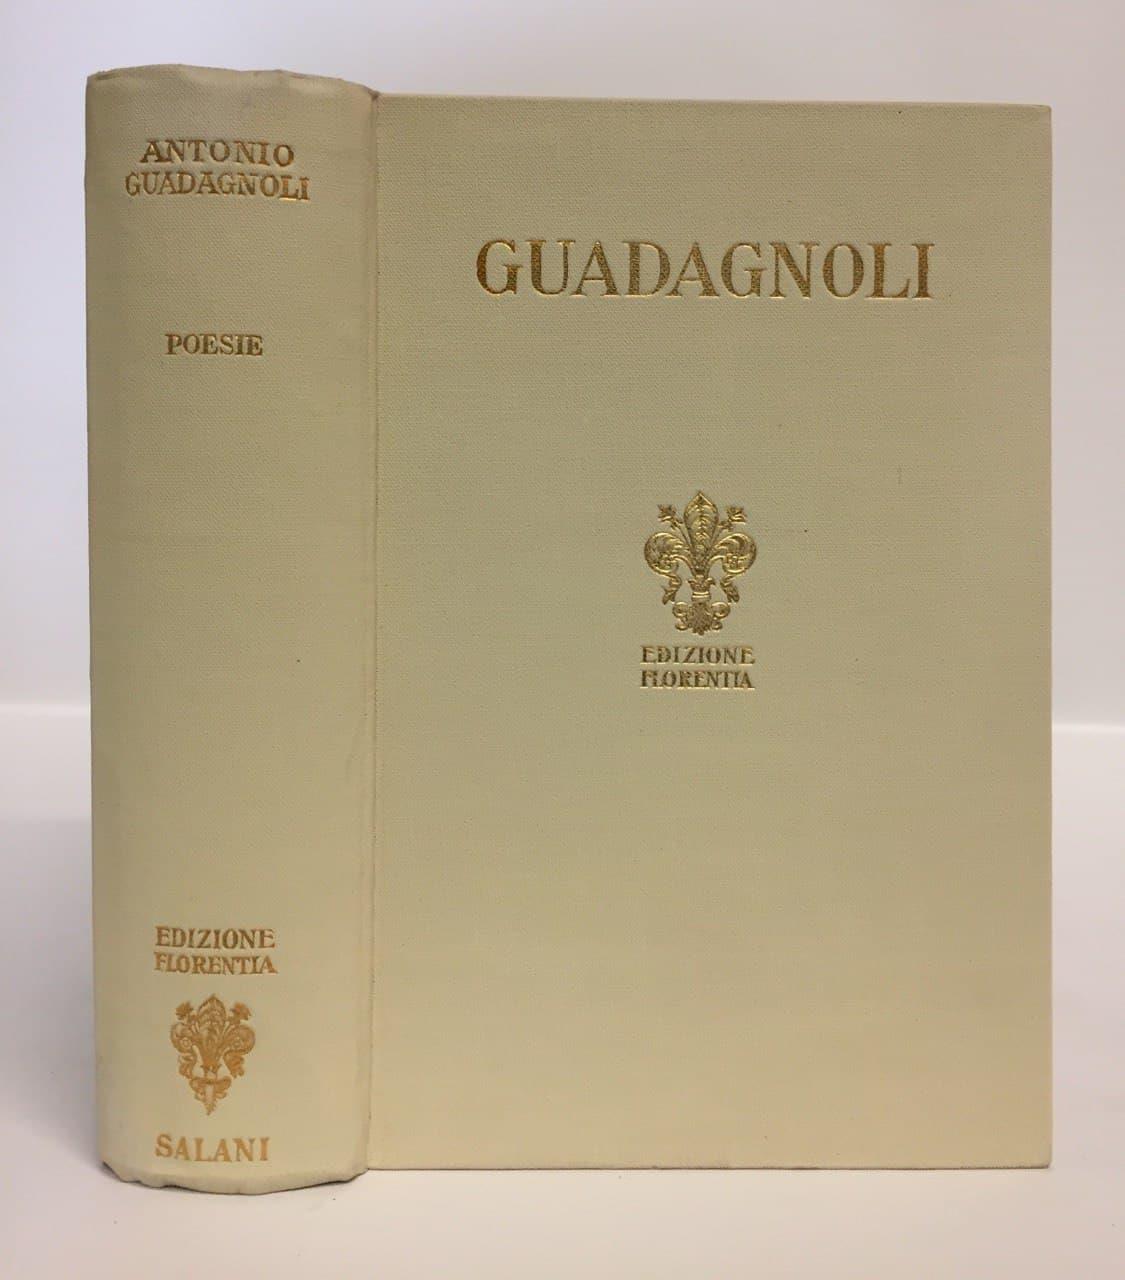 ANTONIO
GUADAGNOLI
POESIE
EDIZIONE
FLORENTIA
SALANI
GUADAGNOLI
EDIZIONE
FLORENTIA